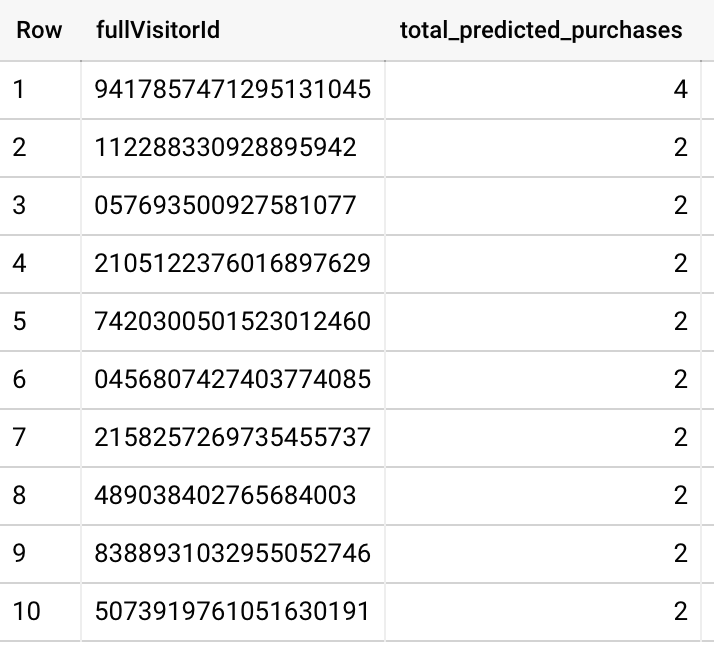 Row fullVisitorId total_predicted_purchases
1 9417857471295131045 4
2 112288330928895942 2
3 057693500927581077 2
4 2105122376016897629 2
5 7420300501523012460 2
6 0456807427403774085 2
7 2158257269735455737 2
8 489038402765684003 2
9 8388931032955052746 2
10 5073919761051630191 2